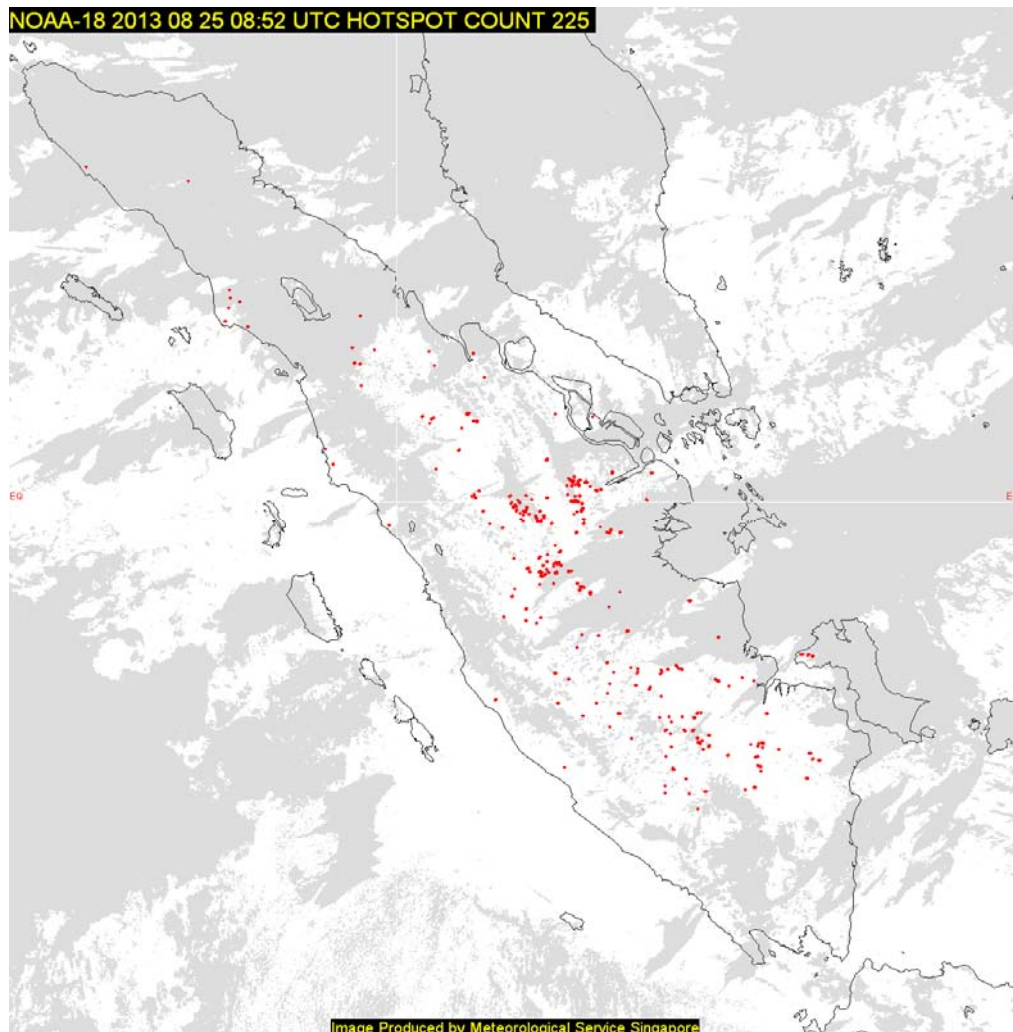 NOAA-18 2013 08 25 08:52 UTC HOTSPOT COUNT 225
EQ
E
Image Produced by Meteorological Service Singapore